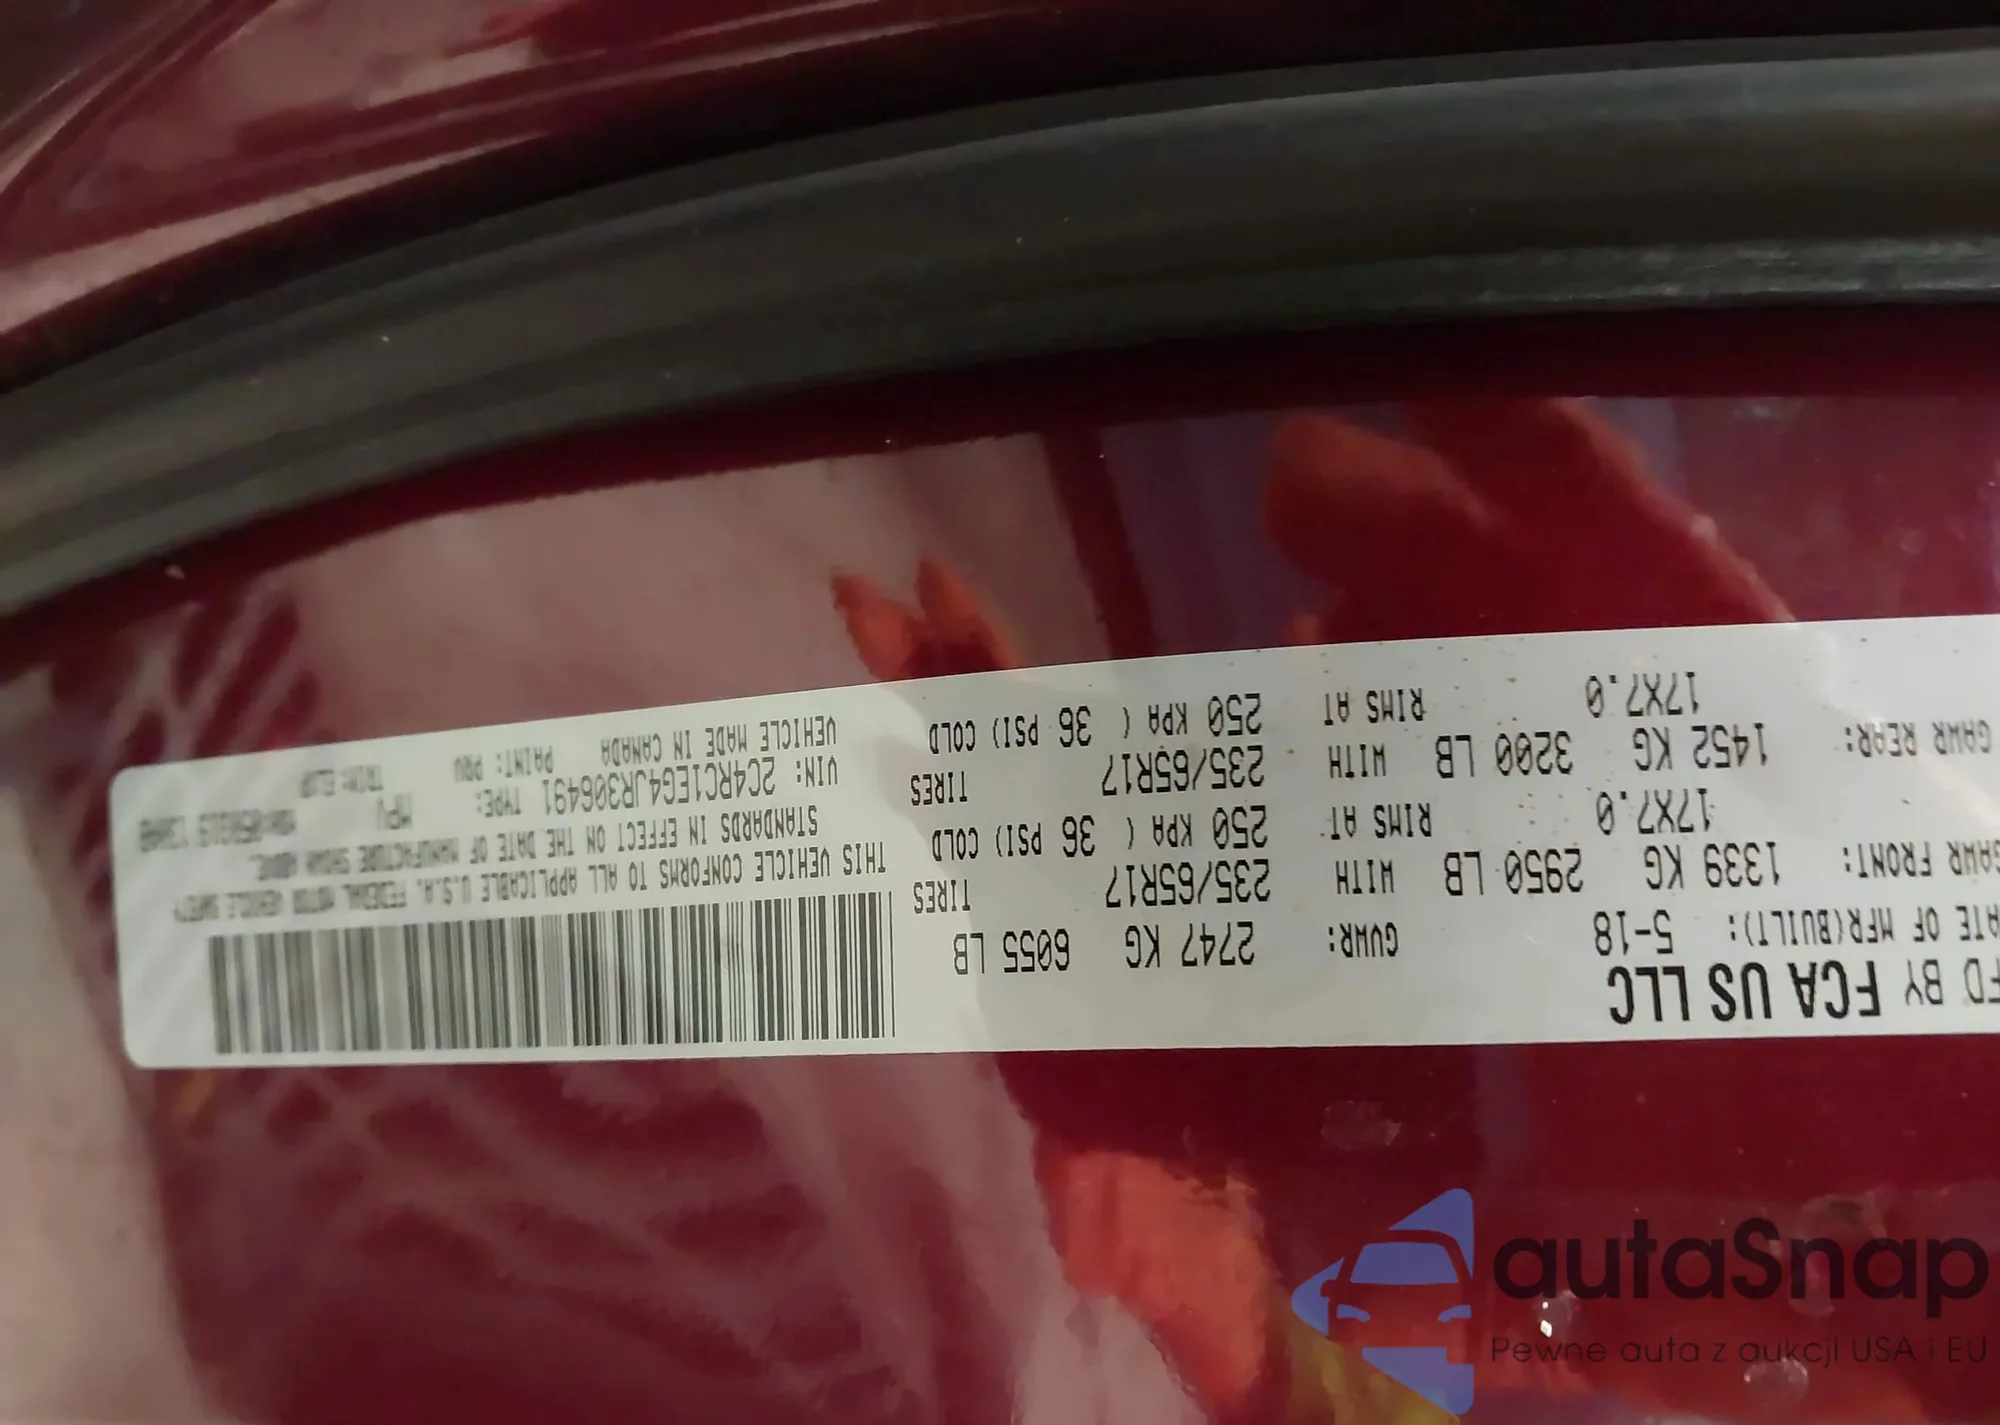 FD BY FCA US LLC
ATE OF MFR(BUILT): 5-18 GVWR: 2747 KG 6055 LB
GAWR FRONT: 1339 KG 2950 LB WITH 235/65R17 TIRES
17X7.0 RIMS AT 250 KPA ( 36 PSI) COLD
GAWR REAR: 1452 KG 3200 LB WITH 235/65R17 TIRES
17X7.0 RIMS AT 250 KPA ( 36 PSI) COLD
THIS VEHICLE CONFORMS TO ALL APPLICABLE U.S.A. FEDERAL MOTOR VEHICLE SAFETY
STANDARDS IN EFFECT ON THE DATE OF MANUFACTURE SHOWN ABOVE.
VIN: 2C4RC1EG4JR306491 TYPE: MPV
VEHICLE MADE IN CANADA PAINT: PRV TRIM:
autaSnap
Pewne auta z aukcji USA i EU